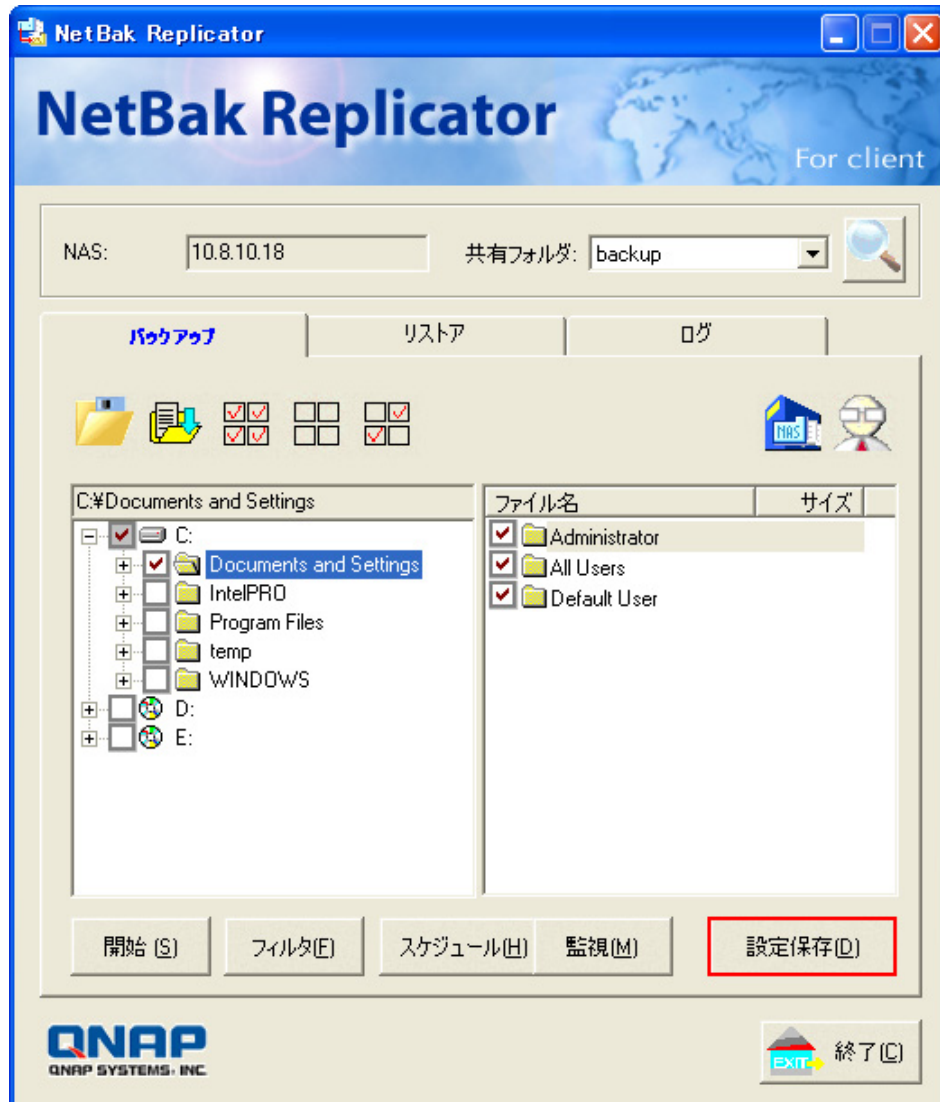 NetBak Replicator
NetBak Replicator
For client
NAS: 10.8.10.18 共有フォルダ: backup
バックアップ リストア ログ
NAS
C:¥Documents and Settings
C:
Documents and Settings
IntelPRO
Program Files
temp
WINDOWS
D:
E:
ファイル名 サイズ
Administrator
All Users
Default User
開始 (S) フィルタ(F) スケジュール(H) 監視(M) 設定保存(D)
QNAP
QNAP SYSTEMS, INC.
EXIT 終了(C)